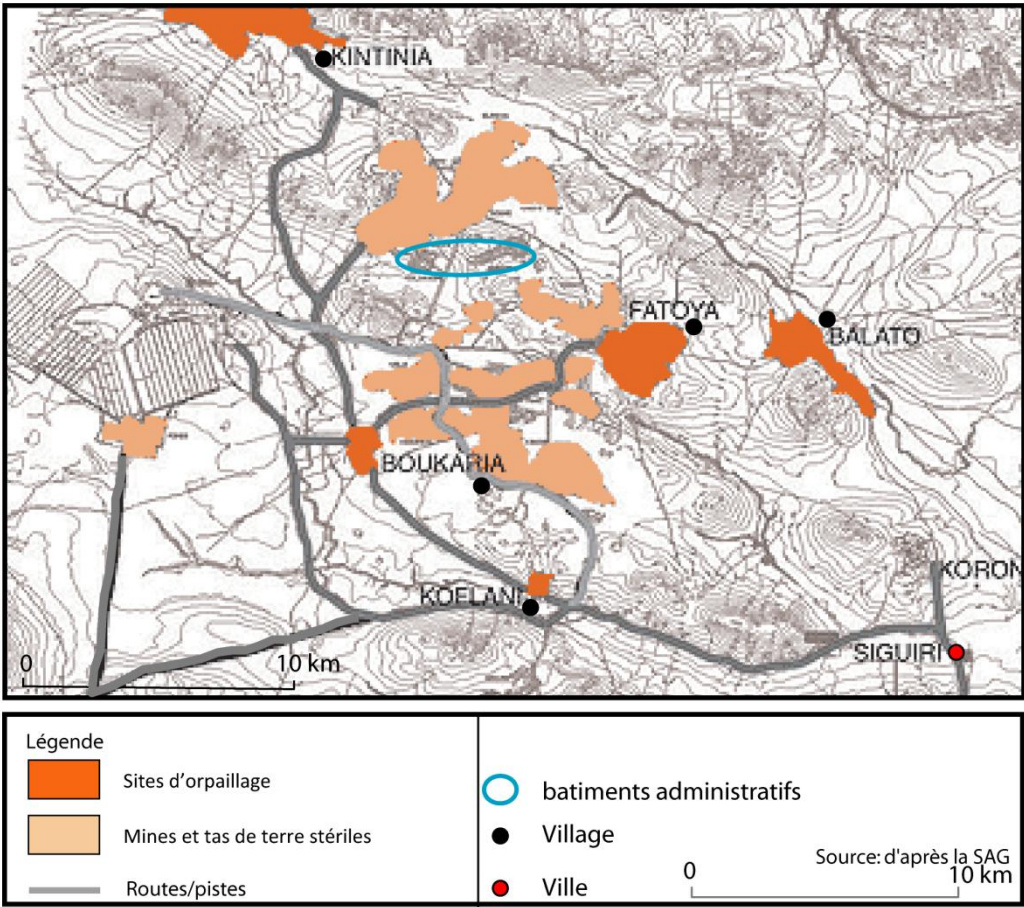 KINTINIA
FATOYA
BALATO
BOUKARIA
KOFLANI
KORON
SIGUIRI
0 10 km
Légende
Sites d'orpaillage
Mines et tas de terre stériles
Routes/pistes
batiments administratifs
Village
Ville
Source: d'après la SAG
0 10 km